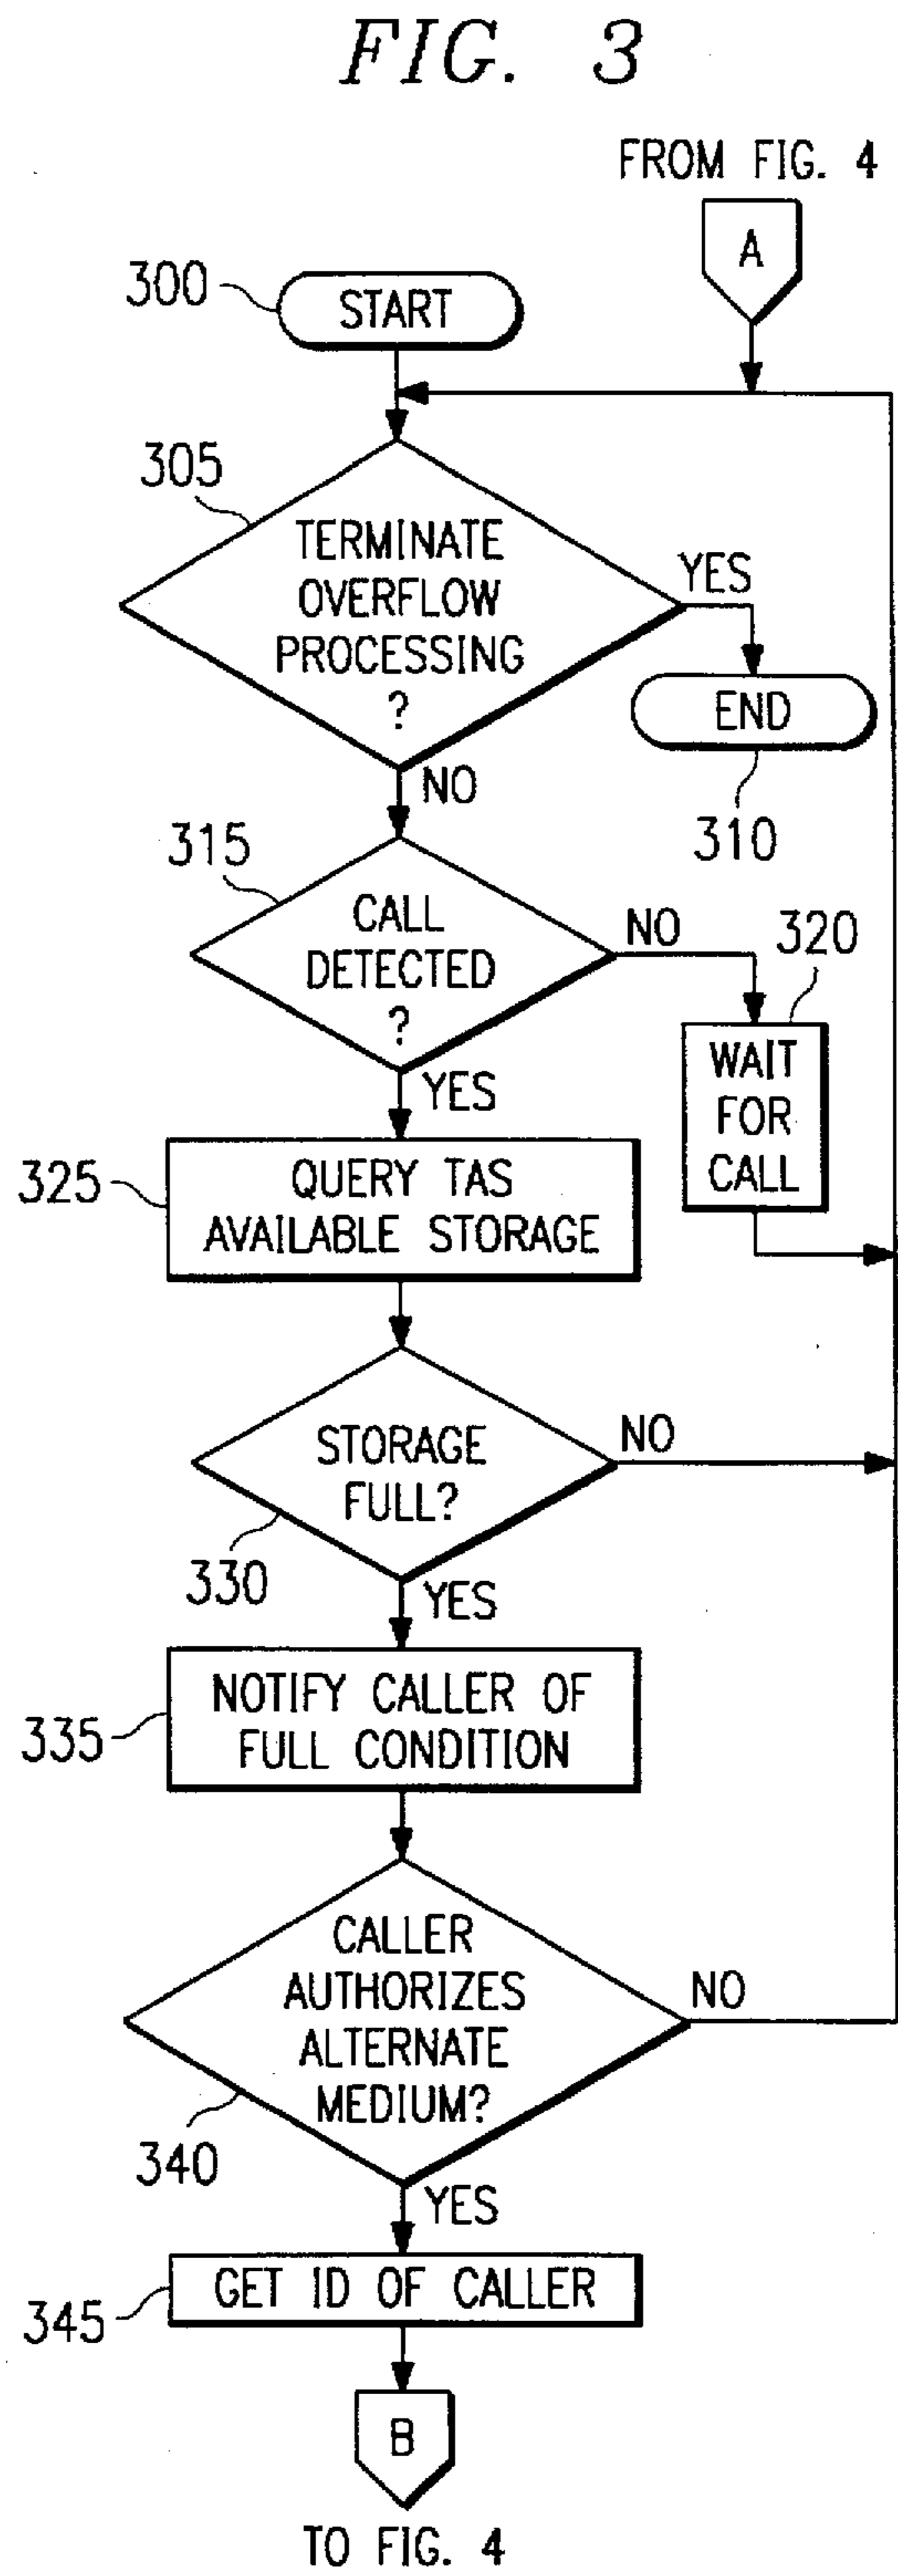 FIG. 3
FROM FIG. 4
A
300
START
305
TERMINATE
OVERFLOW
PROCESSING
?
YES
END
310
NO
315
CALL
DETECTED
?
NO
320
WAIT
FOR
CALL
YES
325
QUERY TAS
AVAILABLE STORAGE
STORAGE
FULL?
NO
330
YES
335
NOTIFY CALLER OF
FULL CONDITION
CALLER
AUTHORIZES
ALTERNATE
MEDIUM?
NO
340
YES
345
GET ID OF CALLER
B
TO FIG. 4